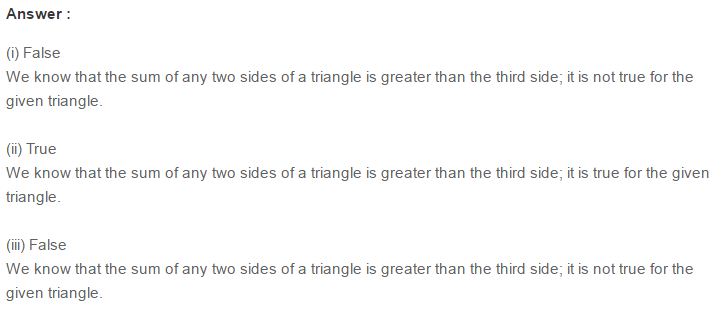 Answer :
(i) False
We know that the sum of any two sides of a triangle is greater than the third side; it is not true for the
given triangle.
(ii) True
We know that the sum of any two sides of a triangle is greater than the third side; it is true for the given
triangle.
(iii) False
We know that the sum of any two sides of a triangle is greater than the third side; it is not true for the
given triangle.